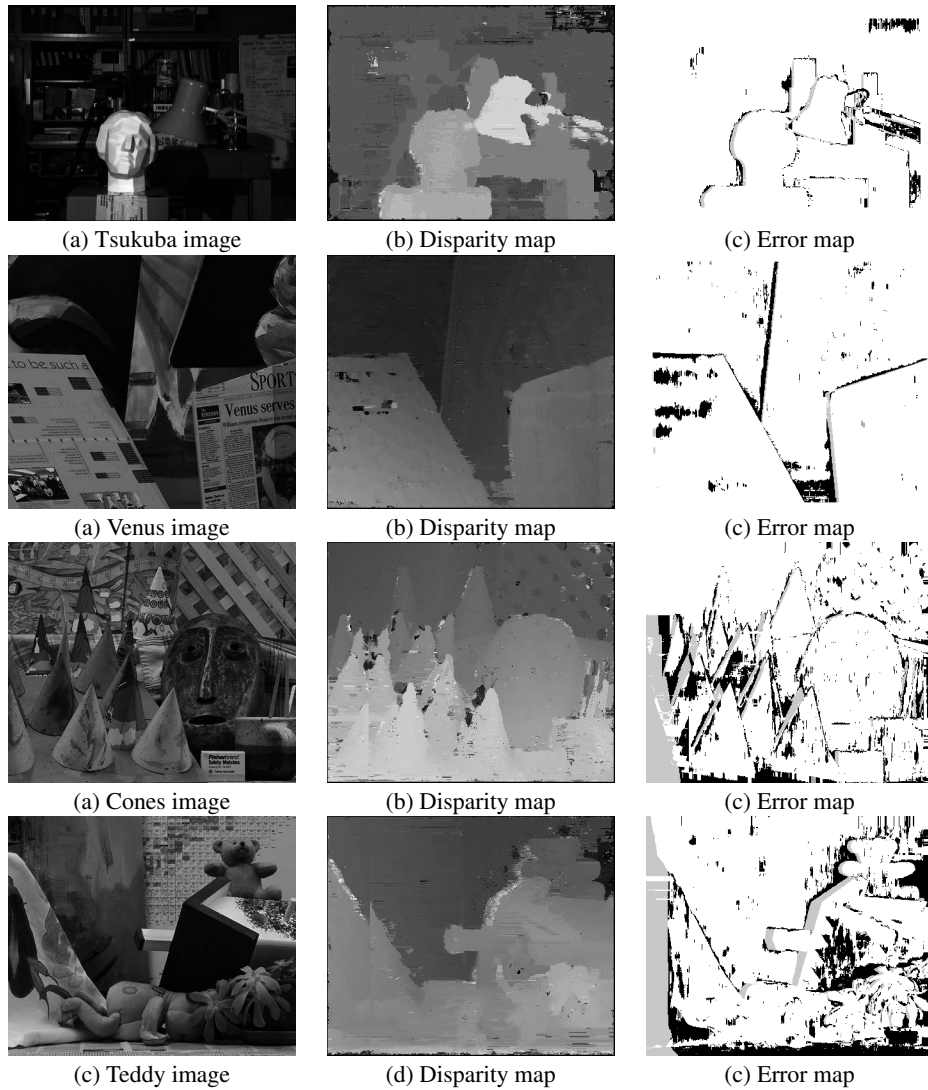 (a) Tsukuba image
(b) Disparity map
(c) Error map
to be such a
SPORT
Venus serves
(a) Venus image
(b) Disparity map
(c) Error map
Fisherbrand
Safety Matches
(a) Cones image
(b) Disparity map
(c) Error map
(c) Teddy image
(d) Disparity map
(c) Error map